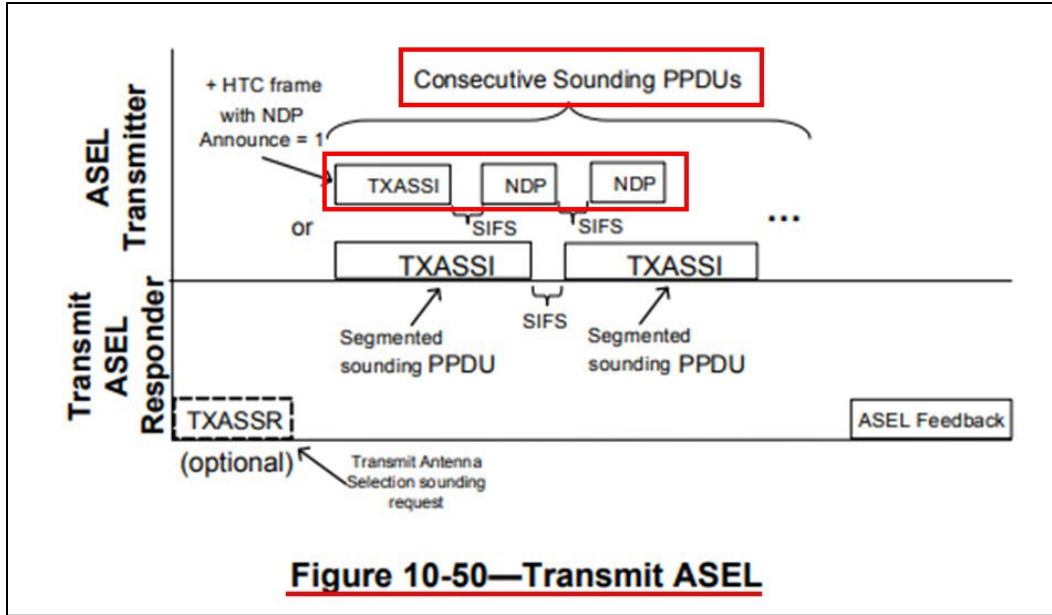 Consecutive Sounding PPDUs
+ HTC frame
with NDP
Announce = 1
ASEL
Transmitter
TXASSI
NDP
NDP
SIFS
SIFS
or
...
TXASSI
TXASSI
SIFS
Segmented
sounding PPDU
Segmented
sounding PPDU
Transmit
ASEL
Responder
TXASSR
(optional)
Transmit Antenna
Selection sounding
request
ASEL Feedback
Figure 10-50—Transmit ASEL